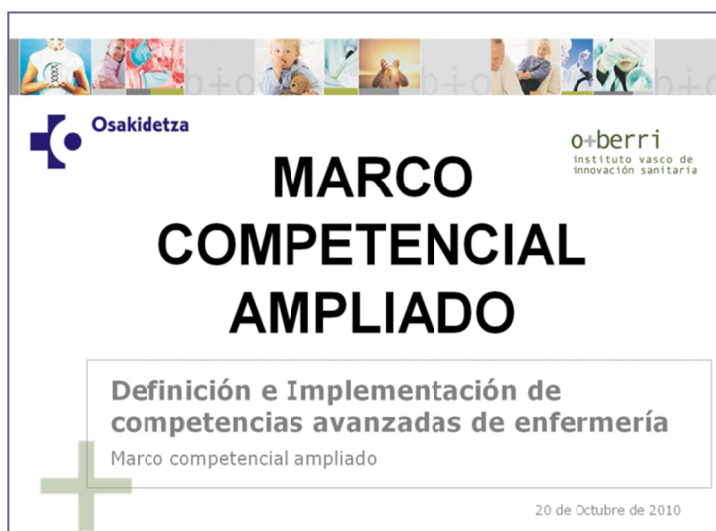 Osakidetza
o+berri
instituto vasco de
innovación sanitaria
MARCO
COMPETENCIAL
AMPLIADO
Definición e Implementación de
competencias avanzadas de enfermería
Marco competencial ampliado
20 de Octubre de 2010